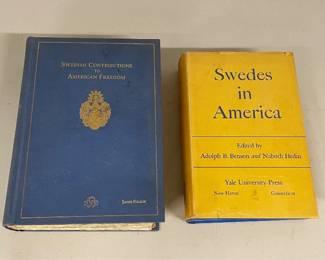 SWEDISH CONTRIBUTIONS
TO
AMERICAN FREEDOM
Swedes
in
America
Edited by
Adolph B. Benson and Naboth Hedin
Yale University Press
New Haven Connecticut